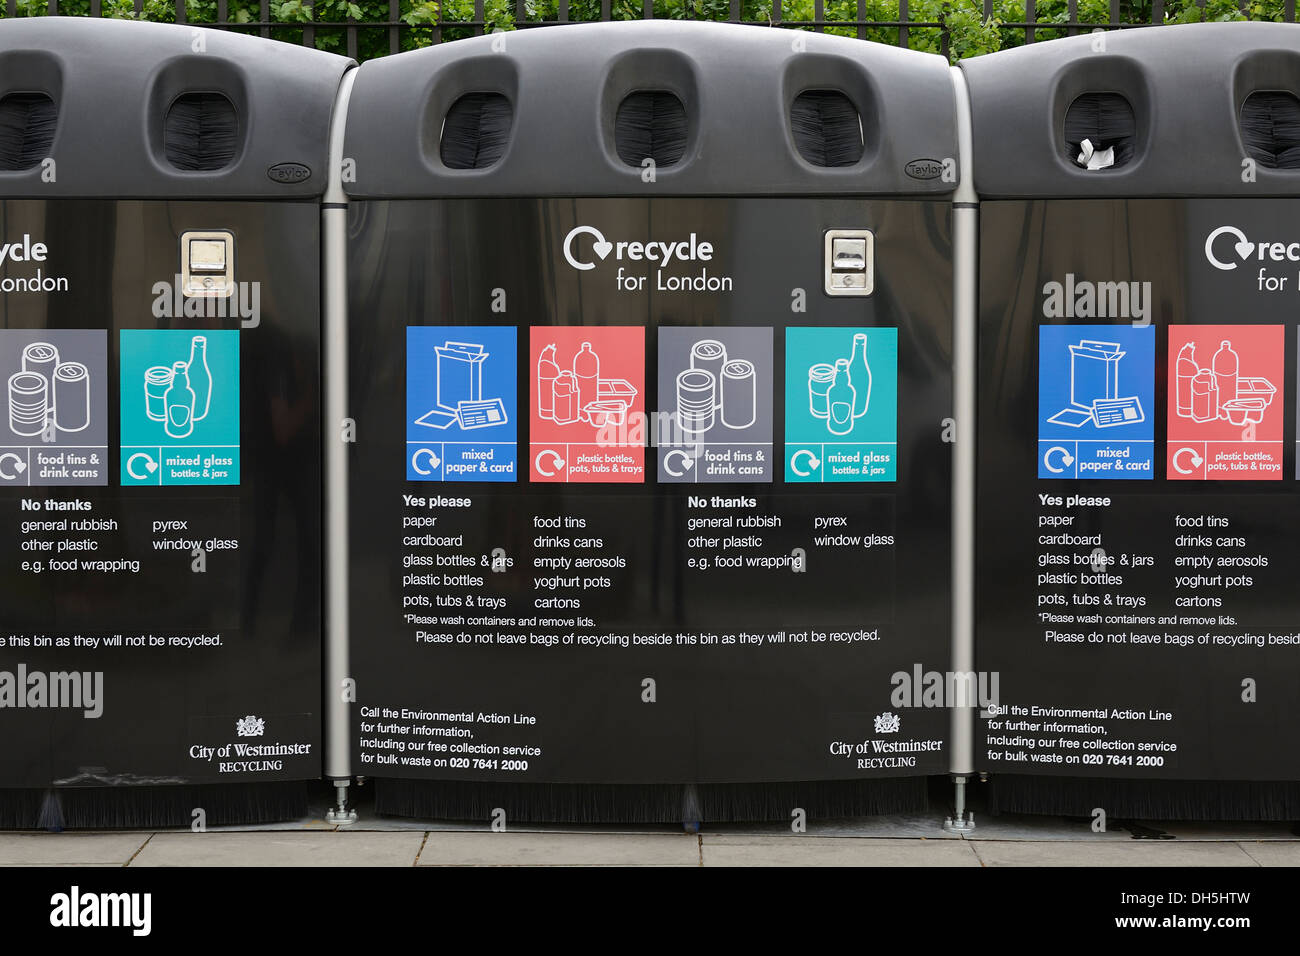 Taylor
Taylor
ycle
London
food tins &
drink cans
mixed glass
bottles & jars
No thanks
general rubbish
other plastic
e.g. food wrapping
pyrex
window glass
e this bin as they will not be recycled.
City of Westminster
RECYCLING
recycle
for London
mixed
paper & card
plastic bottles,
pots, tubs & trays
food tins &
drink cans
mixed glass
bottles & jars
Yes please
paper
cardboard
glass bottles & jars
plastic bottles
pots, tubs & trays
food tins
drinks cans
empty aerosols
yoghurt pots
cartons
*Please wash containers and remove lids.
No thanks
general rubbish
other plastic
e.g. food wrapping
pyrex
window glass
Please do not leave bags of recycling beside this bin as they will not be recycled.
Call the Environmental Action Line
for further information,
including our free collection service
for bulk waste on 020 7641 2000
City of Westminster
RECYCLING
rec
for
mixed
paper & card
plastic bottles,
pots, tubs & trays
Yes please
paper
cardboard
glass bottles & jars
plastic bottles
pots, tubs & trays
food tins
drinks cans
empty aerosols
yoghurt pots
cartons
*Please wash containers and remove lids.
Please do not leave bags of recycling besid
Call the Environmental Action Line
for further information,
including our free collection service
for bulk waste on 020 7641 2000
alamy
a
alamy stock photo
DH5HTW
www.alamy.com